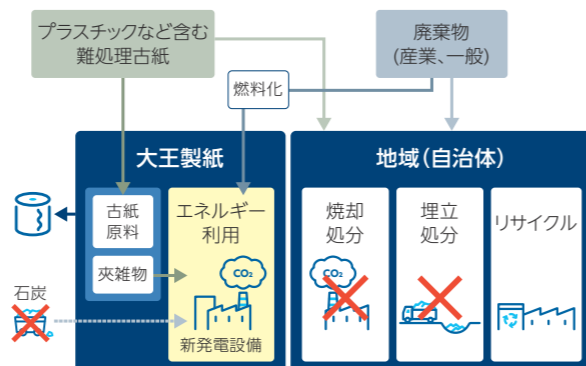 プラスチックなど含む
難処理古紙
廃棄物
(産業、一般)
燃料化
大王製紙
地域(自治体)
古紙
原料
夾雑物
エネルギー
利用
CO₂
新発電設備
石炭
焼却
処分
CO₂
埋立
処分
リサイクル